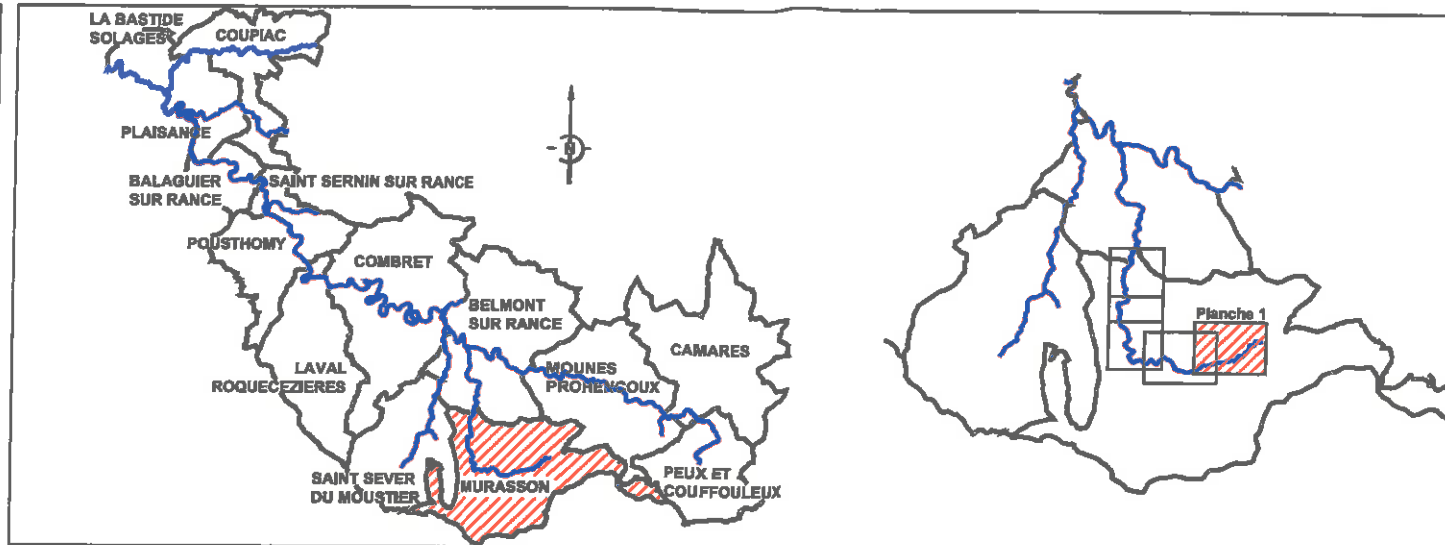 LA BASTIDE
SOLAGES
COUPIAC
PLAISANCE
BALAGUIER
SUR RANCE
SAINT SERNIN SUR RANCE
POUSTHOMY
COMBRET
BELMONT
SUR RANCE
CAMARES
LAVAL
ROQUECEZIERES
MOUNES
PROHENCOUX
SAINT SEVER
DU MOUSTIER
MURASSON
PEUX ET
COUFFOULEUX
N
Planche 1